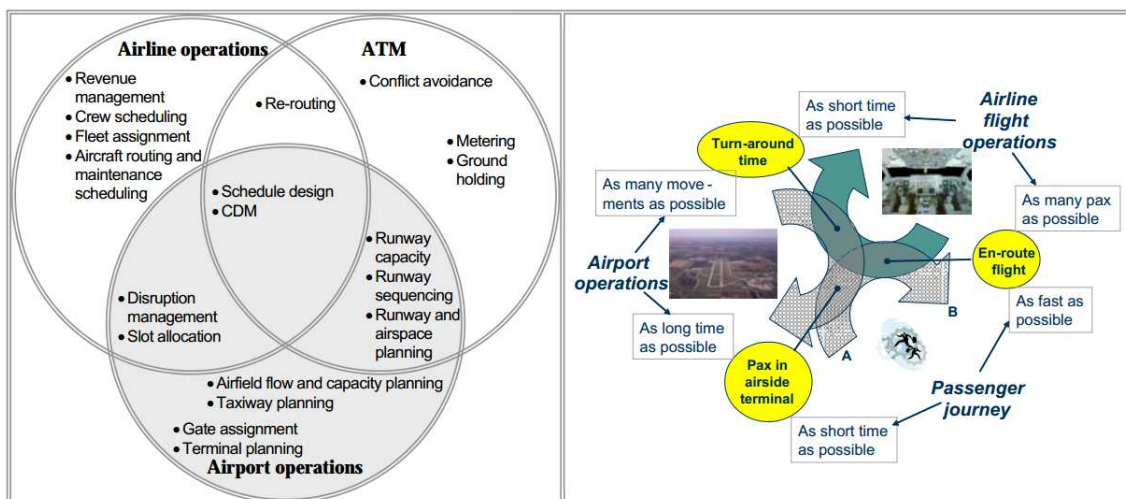 Airline operations
ATM
• Revenue
management
• Crew scheduling
• Fleet assignment
• Aircraft routing and
maintenance
scheduling
• Conflict avoidance
• Re-routing
• Metering
• Ground
holding
• Schedule design
• CDM
• Runway
capacity
• Runway
sequencing
• Runway and
airspace
planning
• Disruption
management
• Slot allocation
• Airfield flow and capacity planning
• Taxiway planning
• Gate assignment
• Terminal planning
Airport operations
As short time
as possible
Airline
flight
operations
Turn-around
time
As many move -
ments as possible
As many pax
as possible
Airport
operations
En-route
flight
As long time
as possible
As fast as
possible
B
A
Pax in
airside
terminal
Passenger
journey
As short time
as possible